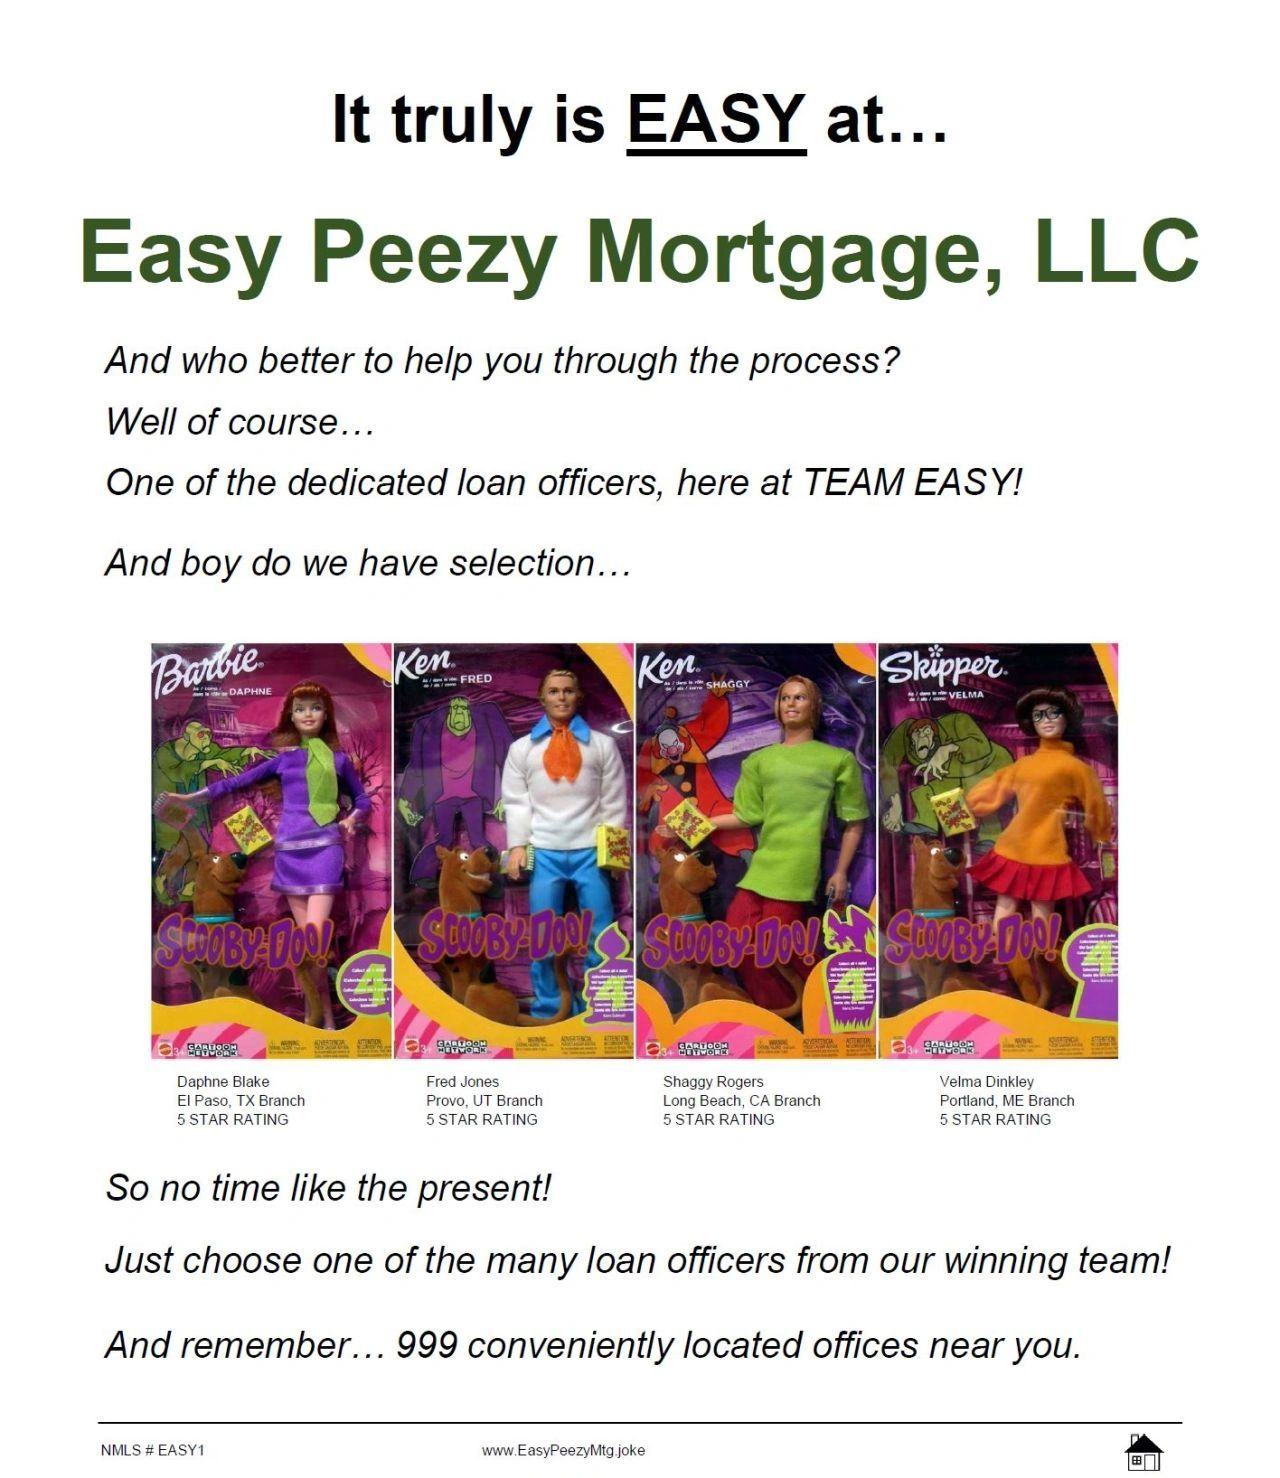 It truly is EASY at…
Easy Peezy Mortgage, LLC
And who better to help you through the process?
Well of course…
One of the dedicated loan officers, here at TEAM EASY!
And boy do we have selection…
Barbie
DAPHNE
Ken
FRED
Ken
SHAGGY
Skipper
VELMA
SCOOBY-DOO!
SCOOBY-DOO!
SCOOBY-DOO!
SCOOBY-DOO!
CARTOON NETWORK
CARTOON NETWORK
CARTOON NETWORK
CARTOON NETWORK
Daphne Blake
El Paso, TX Branch
5 STAR RATING
Fred Jones
Provo, UT Branch
5 STAR RATING
Shaggy Rogers
Long Beach, CA Branch
5 STAR RATING
Velma Dinkley
Portland, ME Branch
5 STAR RATING
So no time like the present!
Just choose one of the many loan officers from our winning team!
And remember… 999 conveniently located offices near you.
NMLS # EASY1
www.EasyPeezyMtg.joke